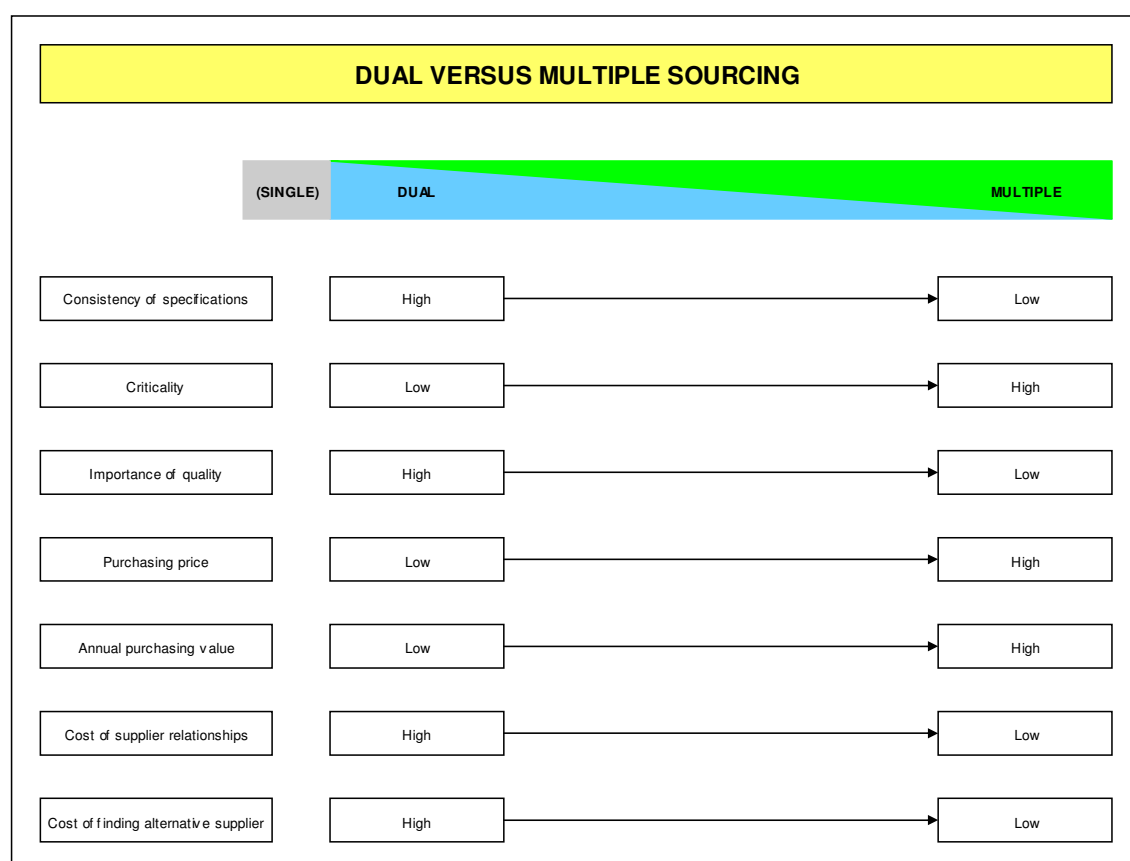 DUAL VERSUS MULTIPLE SOURCING
(SINGLE) DUAL MULTIPLE
Consistency of specifications High Low
Criticality Low High
Importance of quality High Low
Purchasing price Low High
Annual purchasing value Low High
Cost of supplier relationships High Low
Cost of finding alternative supplier High Low